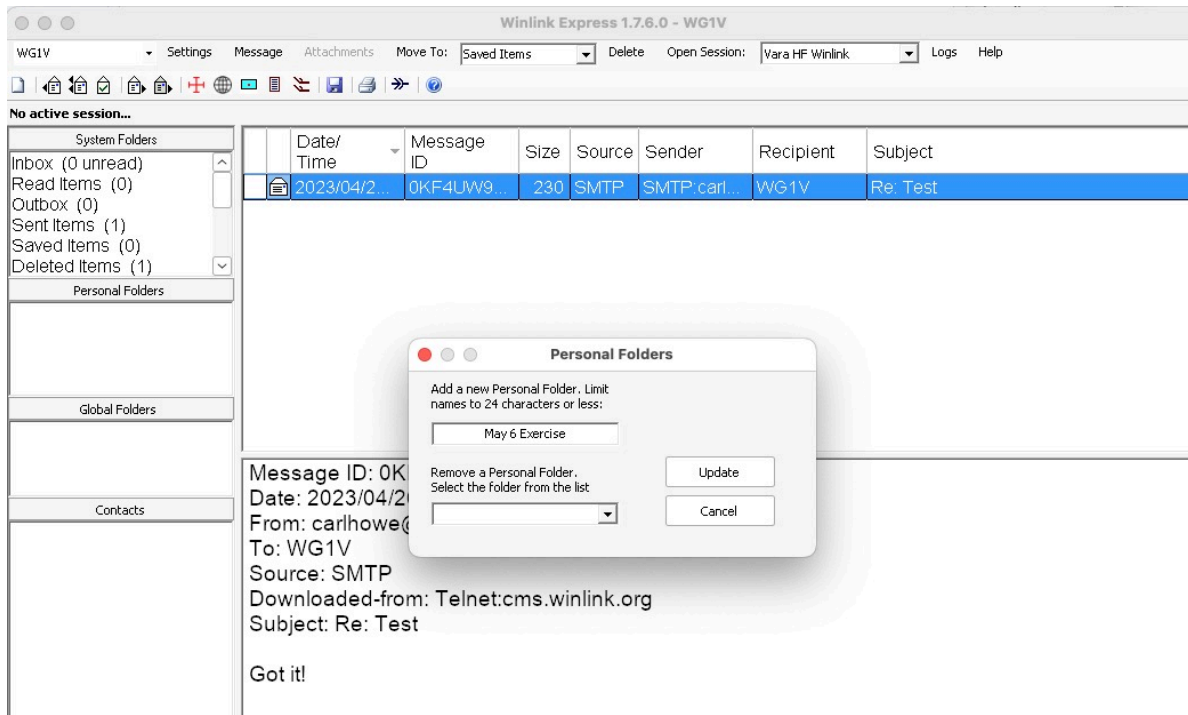 Winlink Express 1.7.6.0 - WG1V
WG1V Settings Message Attachments Move To: Saved Items Delete Open Session: Vara HF Winlink Logs Help
No active session...
System Folders
Inbox (0 unread)
Read Items (0)
Outbox (0)
Sent Items (1)
Saved Items (0)
Deleted Items (1)
Personal Folders
Global Folders
Contacts
Date/
Time
Message
ID
Size Source Sender Recipient Subject
2023/04/2... 0KF4UW9... 230 SMTP SMTP:carl... WG1V Re: Test
Personal Folders
Add a new Personal Folder. Limit
names to 24 characters or less:
May 6 Exercise
Remove a Personal Folder.
Select the folder from the list
Update
Cancel
Message ID: 0K
Date: 2023/04/2
From: carlhowe@
To: WG1V
Source: SMTP
Downloaded-from: Telnet:cms.winlink.org
Subject: Re: Test
Got it!